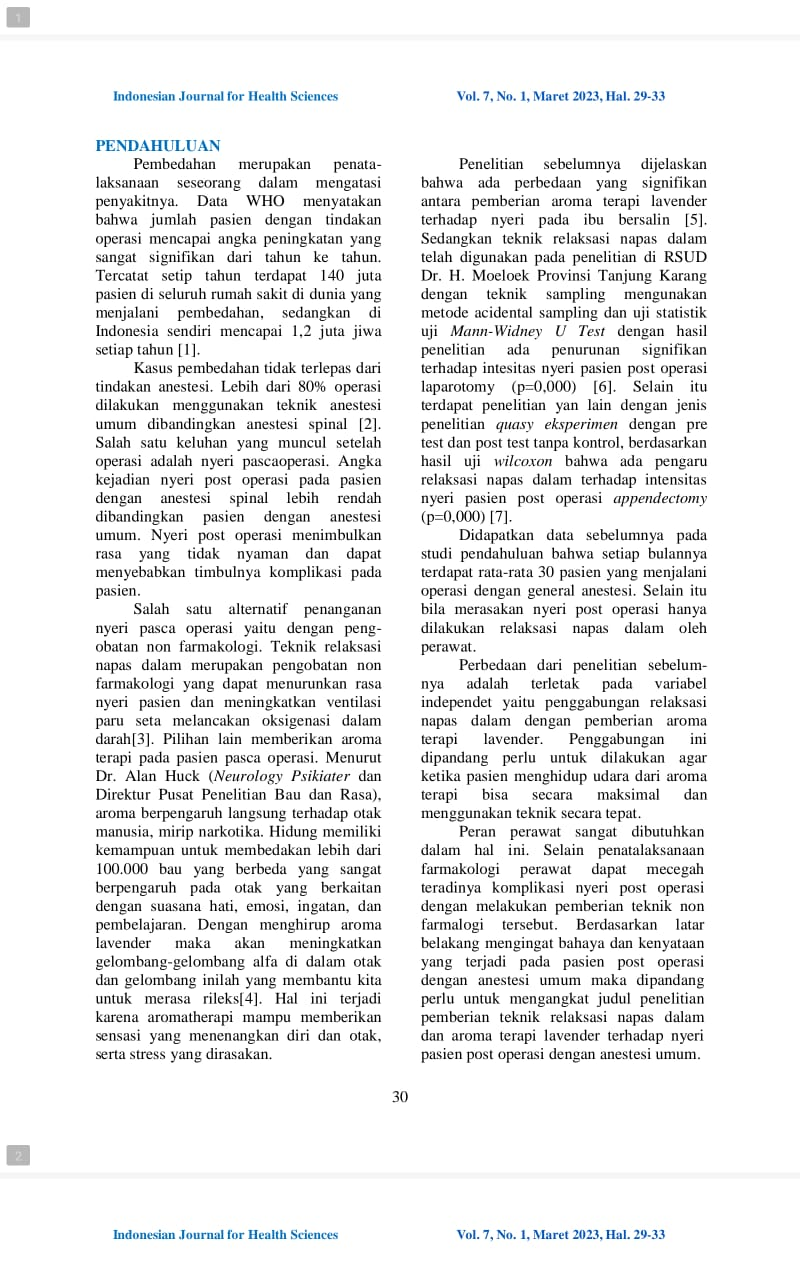 1
Indonesian Journal for Health Sciences
Vol. 7, No. 1, Maret 2023, Hal. 29-33
PENDAHULUAN
Pembedahan merupakan penata-
laksanaan seseorang dalam mengatasi
penyakitnya. Data WHO menyatakan
bahwa jumlah pasien dengan tindakan
operasi mencapai angka peningkatan yang
sangat signifikan dari tahun ke tahun.
Tercatat setip tahun terdapat 140 juta
pasien di seluruh rumah sakit di dunia yang
menjalani pembedahan, sedangkan di
Indonesia sendiri mencapai 1,2 juta jiwa
setiap tahun [1].
Kasus pembedahan tidak terlepas dari
tindakan anestesi. Lebih dari 80% operasi
dilakukan menggunakan teknik anestesi
umum dibandingkan anestesi spinal [2].
Salah satu keluhan yang muncul setelah
operasi adalah nyeri pascaoperasi. Angka
kejadian nyeri post operasi pada pasien
dengan anestesi spinal lebih rendah
dibandingkan pasien dengan anestesi
umum. Nyeri post operasi menimbulkan
rasa yang tidak nyaman dan dapat
menyebabkan timbulnya komplikasi pada
pasien.
Salah satu alternatif penanganan
nyeri pasca operasi yaitu dengan peng-
obatan non farmakologi. Teknik relaksasi
napas dalam merupakan pengobatan non
farmakologi yang dapat menurunkan rasa
nyeri pasien dan meningkatkan ventilasi
paru seta melancakan oksigenasi dalam
darah[3]. Pilihan lain memberikan aroma
terapi pada pasien pasca operasi. Menurut
Dr. Alan Huck (Neurology Psikiater dan
Direktur Pusat Penelitian Bau dan Rasa),
aroma berpengaruh langsung terhadap otak
manusia, mirip narkotika. Hidung memiliki
kemampuan untuk membedakan lebih dari
100.000 bau yang berbeda yang sangat
berpengaruh pada otak yang berkaitan
dengan suasana hati, emosi, ingatan, dan
pembelajaran. Dengan menghirup aroma
lavender maka akan meningkatkan
gelombang-gelombang alfa di dalam otak
dan gelombang inilah yang membantu kita
untuk merasa rileks[4]. Hal ini terjadi
karena aromatherapi mampu memberikan
sensasi yang menenangkan diri dan otak,
serta stress yang dirasakan.
Penelitian sebelumnya dijelaskan
bahwa ada perbedaan yang signifikan
antara pemberian aroma terapi lavender
terhadap nyeri pada ibu bersalin [5].
Sedangkan teknik relaksasi napas dalam
telah digunakan pada penelitian di RSUD
Dr. H. Moeloek Provinsi Tanjung Karang
dengan teknik sampling mengunakan
metode acidental sampling dan uji statistik
uji Mann-Widney U Test dengan hasil
penelitian ada penurunan signifikan
terhadap intesitas nyeri pasien post operasi
laparotomy (p=0,000) [6]. Selain itu
terdapat penelitian yan lain dengan jenis
penelitian quasy eksperimen dengan pre
test dan post test tanpa kontrol, berdasarkan
hasil uji wilcoxon bahwa ada pengaru
relaksasi napas dalam terhadap intensitas
nyeri pasien post operasi appendectomy
(p=0,000) [7].
Didapatkan data sebelumnya pada
studi pendahuluan bahwa setiap bulannya
terdapat rata-rata 30 pasien yang menjalani
operasi dengan general anestesi. Selain itu
bila merasakan nyeri post operasi hanya
dilakukan relaksasi napas dalam oleh
perawat.
Perbedaan dari penelitian sebelum-
nya adalah terletak pada variabel
independet yaitu penggabungan relaksasi
napas dalam dengan pemberian aroma
terapi lavender. Penggabungan ini
dipandang perlu untuk dilakukan agar
ketika pasien menghidup udara dari aroma
terapi bisa secara maksimal dan
menggunakan teknik secara tepat.
Peran perawat sangat dibutuhkan
dalam hal ini. Selain penatalaksanaan
farmakologi perawat dapat mecegah
teradinya komplikasi nyeri post operasi
dengan melakukan pemberian teknik non
farmalogi tersebut. Berdasarkan latar
belakang mengingat bahaya dan kenyataan
yang terjadi pada pasien post operasi
dengan anestesi umum maka dipandang
perlu untuk mengangkat judul penelitian
pemberian teknik relaksasi napas dalam
dan aroma terapi lavender terhadap nyeri
pasien post operasi dengan anestesi umum.
30
2
Indonesian Journal for Health Sciences
Vol. 7, No. 1, Maret 2023, Hal. 29-33